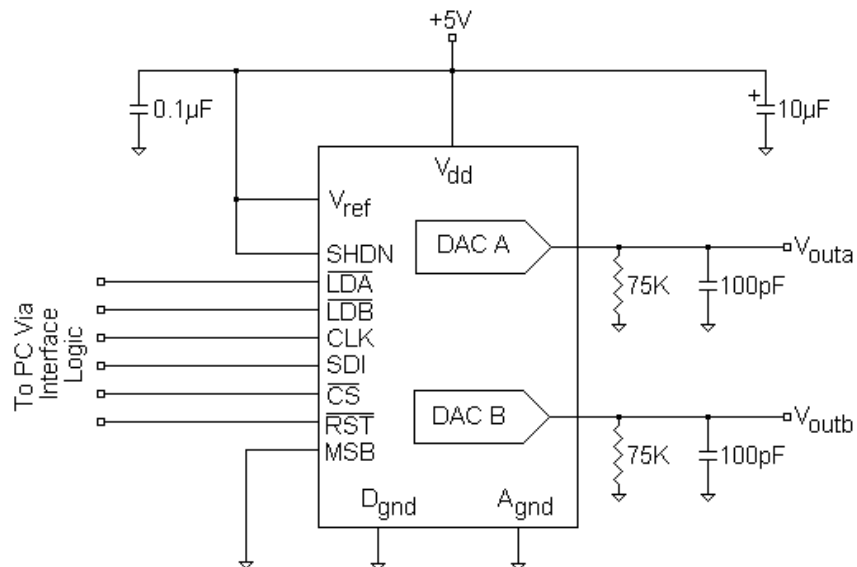 +5V
0.1µF
+
10µF
Vdd
Vref
SHDN
LDA
LDB
CLK
SDI
CS
RST
MSB
To PC Via
Interface
Logic
DAC A
75K
100pF
Vouta
DAC B
75K
100pF
Voutb
Dgnd
Agnd